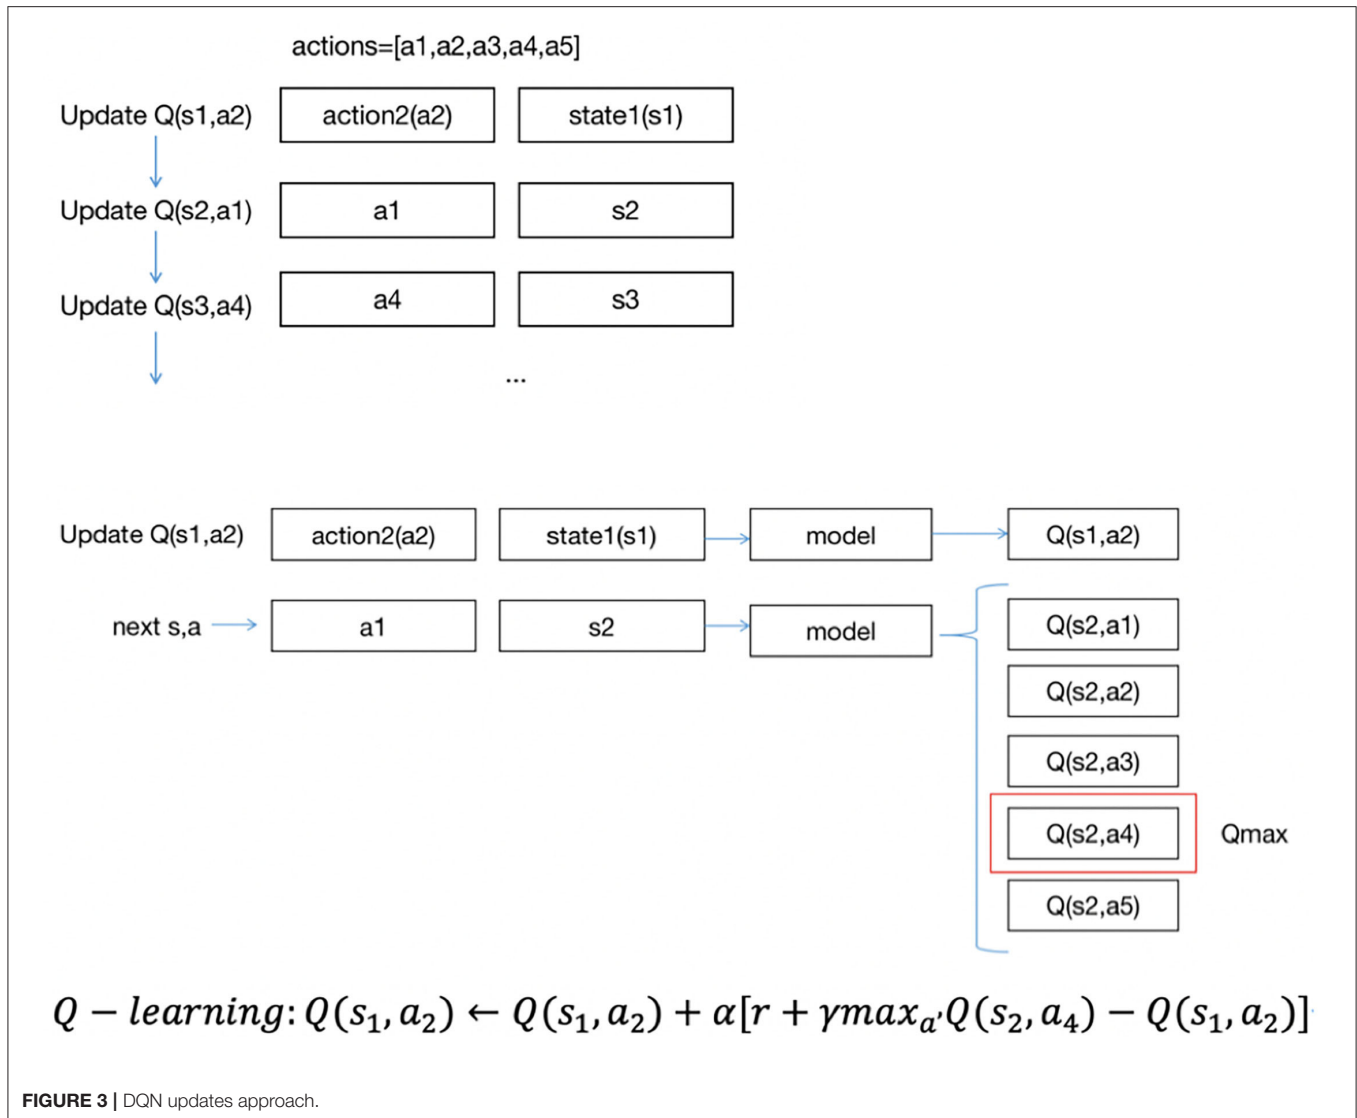 actions=[a1,a2,a3,a4,a5]
Update Q(s1,a2) action2(a2) state1(s1)
Update Q(s2,a1) a1 s2
Update Q(s3,a4) a4 s3
...
Update Q(s1,a2) action2(a2) state1(s1) model Q(s1,a2)
next s,a a1 s2 model Q(s2,a1)
Q(s2,a2)
Q(s2,a3)
Q(s2,a4) Qmax
Q(s2,a5)
Q − learning: Q(s₁,a₂) ← Q(s₁,a₂) + α[r + γmaxₐ'Q(s₂,a₄) − Q(s₁,a₂)]
FIGURE 3 | DQN updates approach.